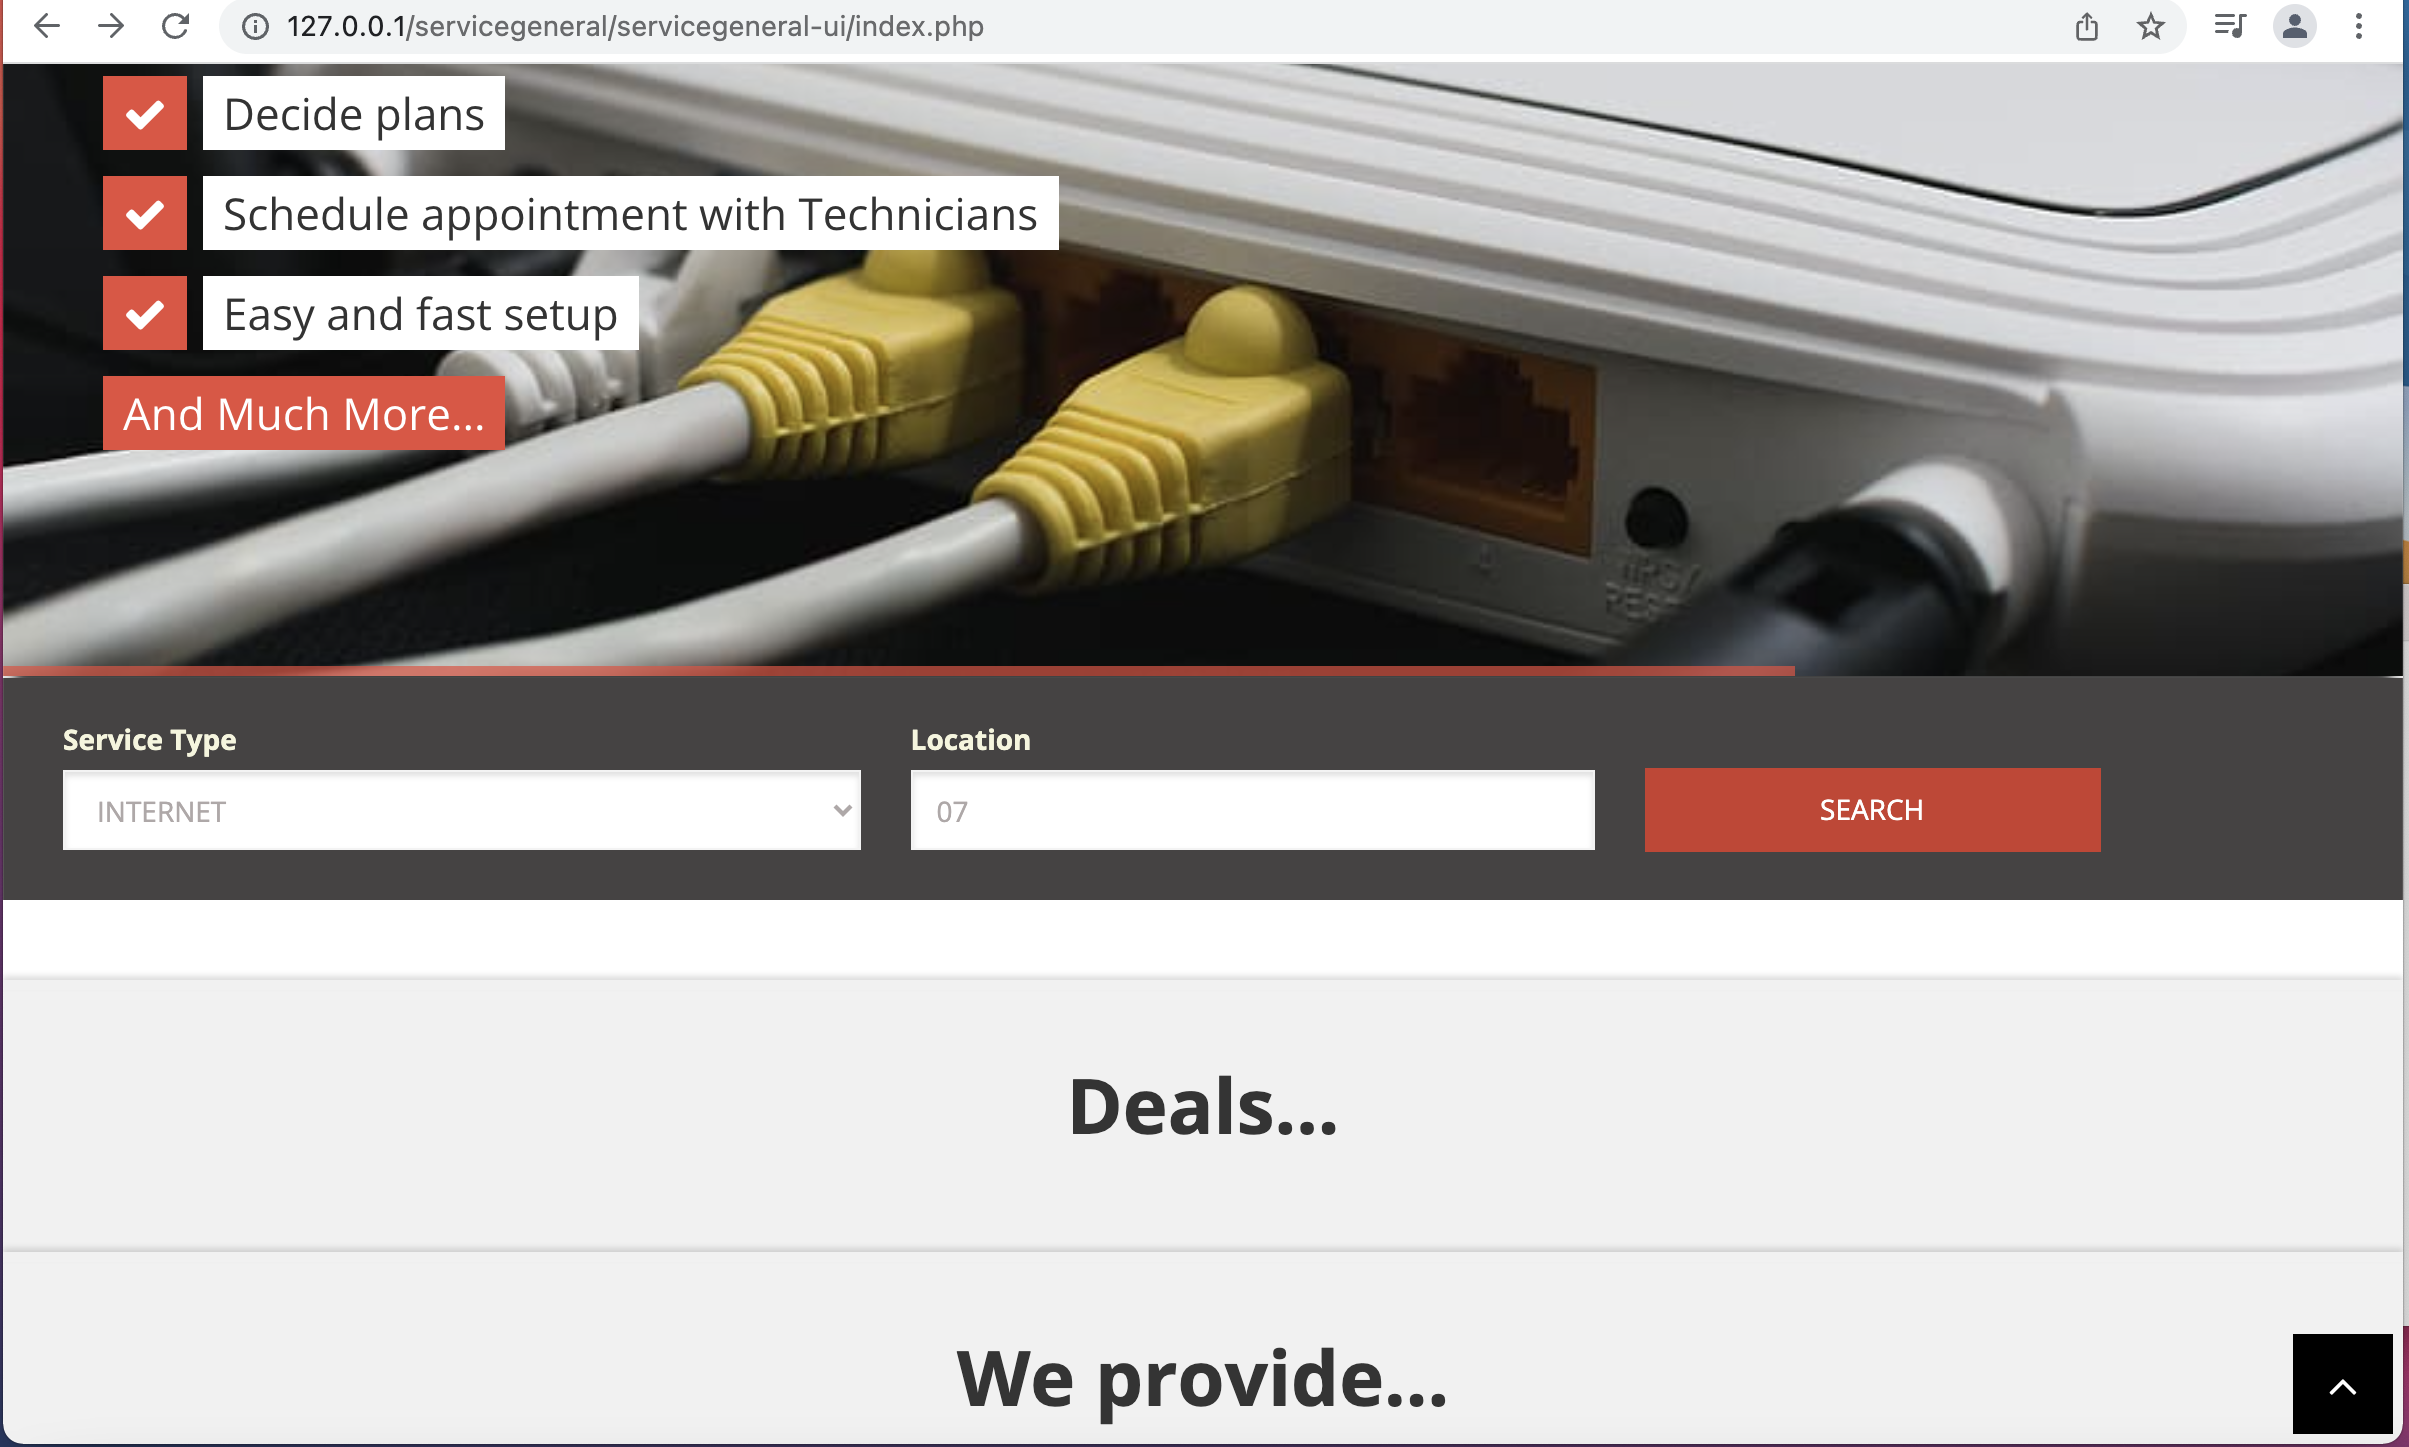 127.0.0.1/servicegeneral/servicegeneral-ui/index.php
Decide plans
Schedule appointment with Technicians
Easy and fast setup
And Much More...
Service Type
Location
INTERNET
07
SEARCH
Deals...
We provide...